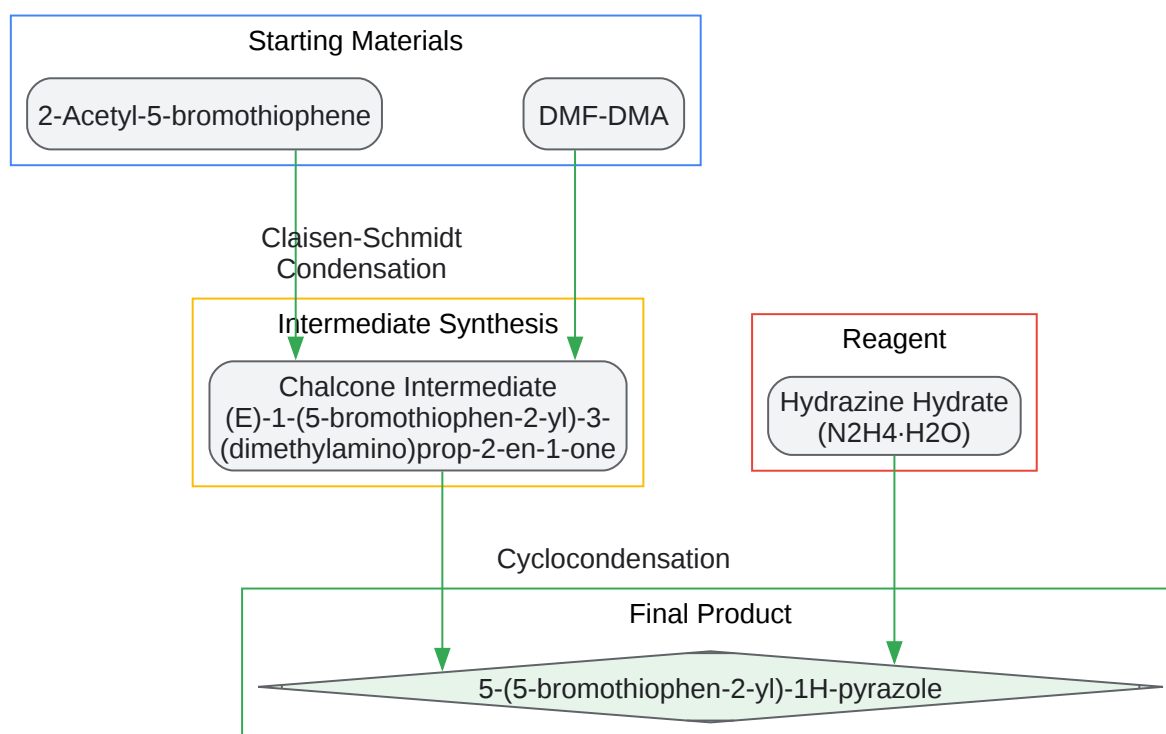 Starting Materials
2-Acetyl-5-bromothiophene
DMF-DMA
Claisen-Schmidt
Condensation
Intermediate Synthesis
Chalcone Intermediate
(E)-1-(5-bromothiophen-2-yl)-3-
(dimethylamino)prop-2-en-1-one
Reagent
Hydrazine Hydrate
(N2H4·H2O)
Cyclocondensation
Final Product
5-(5-bromothiophen-2-yl)-1H-pyrazole